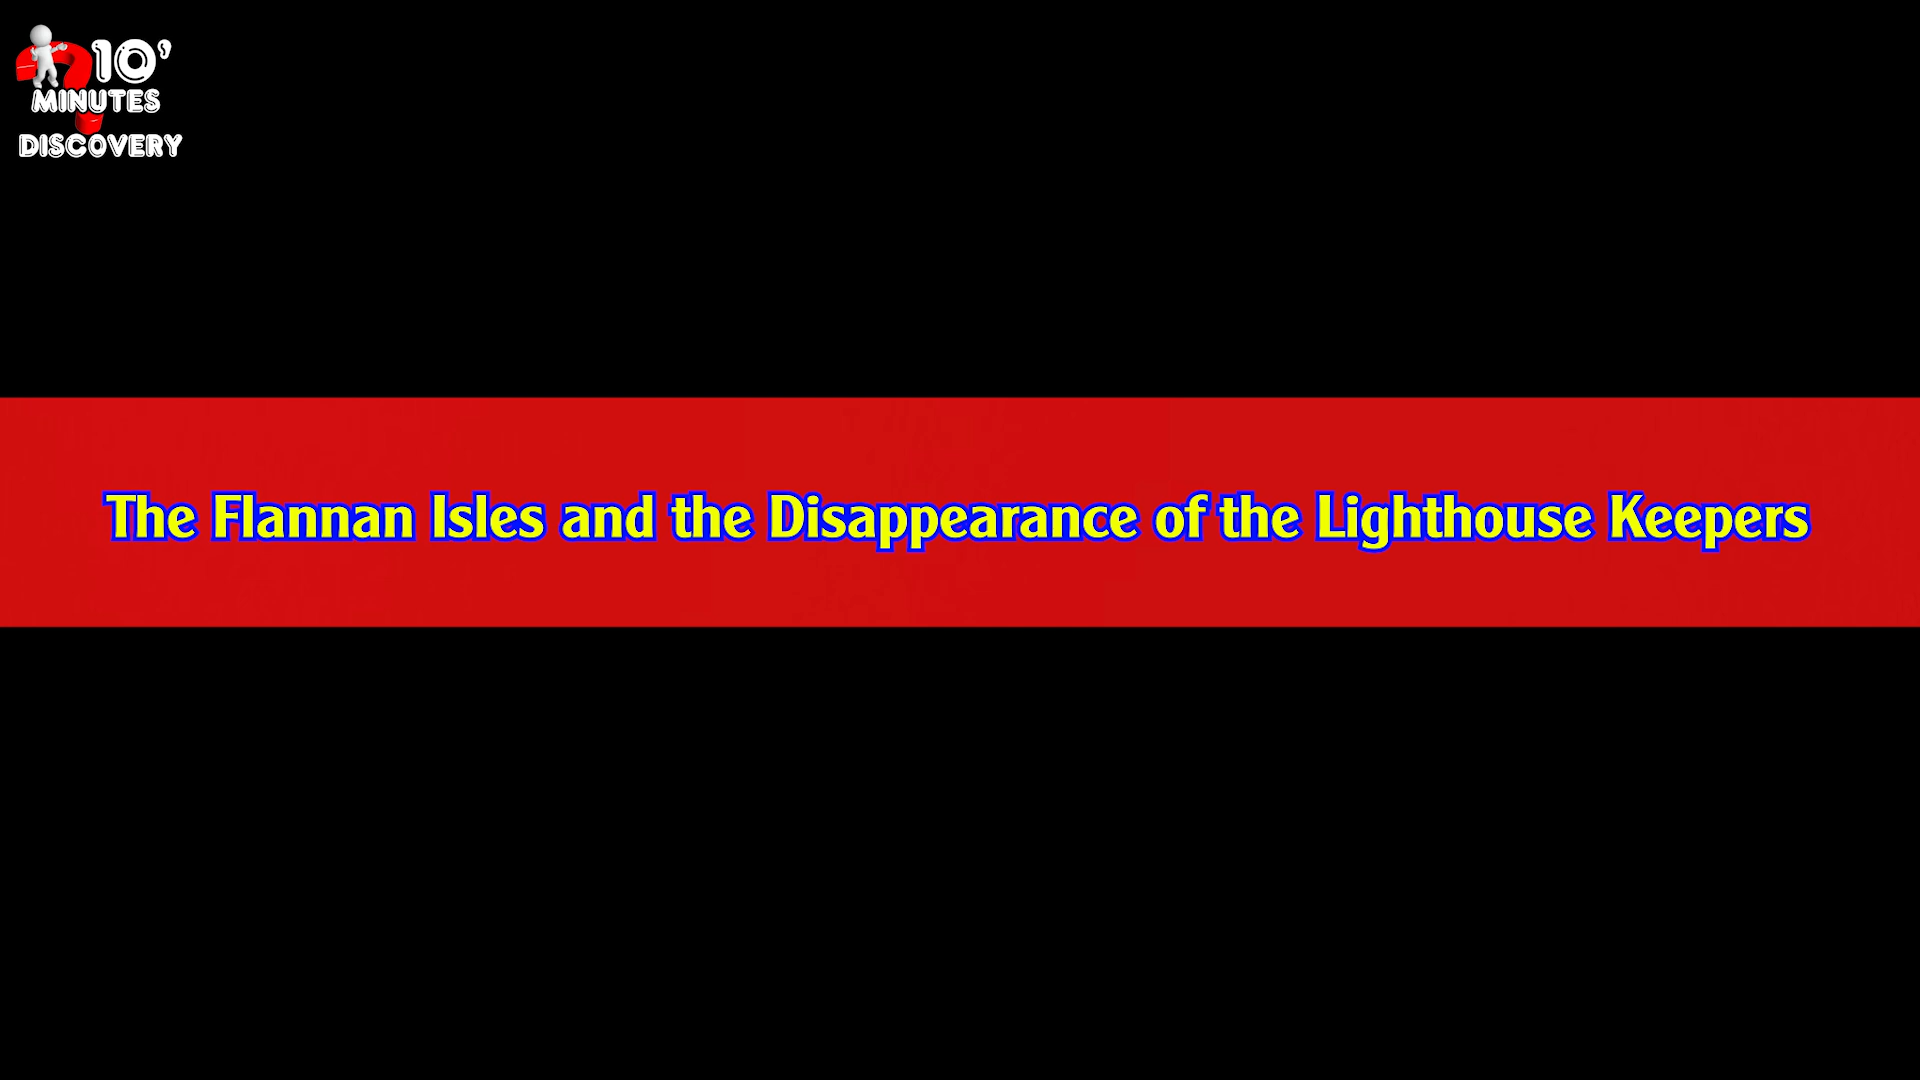 10'
MINUTES
DISCOVERY
The Flannan Isles and the Disappearance of the Lighthouse Keepers